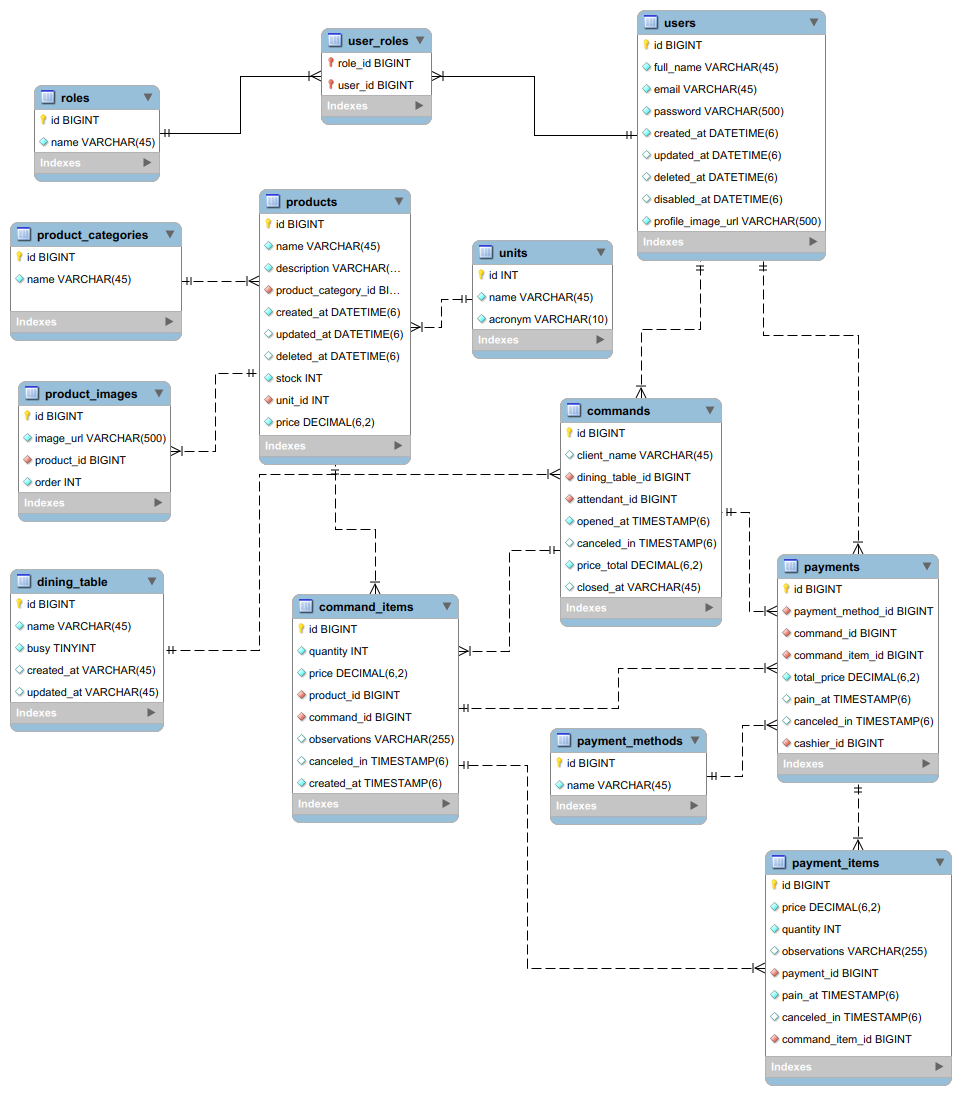 users
id BIGINT
full_name VARCHAR(45)
email VARCHAR(45)
password VARCHAR(500)
created_at DATETIME(6)
updated_at DATETIME(6)
deleted_at DATETIME(6)
disabled_at DATETIME(6)
profile_image_url VARCHAR(500)
Indexes
user_roles
role_id BIGINT
user_id BIGINT
Indexes
roles
id BIGINT
name VARCHAR(45)
Indexes
products
id BIGINT
name VARCHAR(45)
description VARCHAR(...
product_category_id BI...
created_at DATETIME(6)
updated_at DATETIME(6)
deleted_at DATETIME(6)
stock INT
unit_id INT
price DECIMAL(6,2)
Indexes
product_categories
id BIGINT
name VARCHAR(45)
Indexes
units
id INT
name VARCHAR(45)
acronym VARCHAR(10)
Indexes
product_images
id BIGINT
image_url VARCHAR(500)
product_id BIGINT
order INT
Indexes
commands
id BIGINT
client_name VARCHAR(45)
dining_table_id BIGINT
attendant_id BIGINT
opened_at TIMESTAMP(6)
canceled_in TIMESTAMP(6)
price_total DECIMAL(6,2)
closed_at VARCHAR(45)
Indexes
dining_table
id BIGINT
name VARCHAR(45)
busy TINYINT
created_at VARCHAR(45)
updated_at VARCHAR(45)
Indexes
command_items
id BIGINT
quantity INT
price DECIMAL(6,2)
product_id BIGINT
command_id BIGINT
observations VARCHAR(255)
canceled_in TIMESTAMP(6)
created_at TIMESTAMP(6)
Indexes
payments
id BIGINT
payment_method_id BIGINT
command_id BIGINT
command_item_id BIGINT
total_price DECIMAL(6,2)
pain_at TIMESTAMP(6)
canceled_in TIMESTAMP(6)
cashier_id BIGINT
Indexes
payment_methods
id BIGINT
name VARCHAR(45)
Indexes
payment_items
id BIGINT
price DECIMAL(6,2)
quantity INT
observations VARCHAR(255)
payment_id BIGINT
pain_at TIMESTAMP(6)
canceled_in TIMESTAMP(6)
command_item_id BIGINT
Indexes